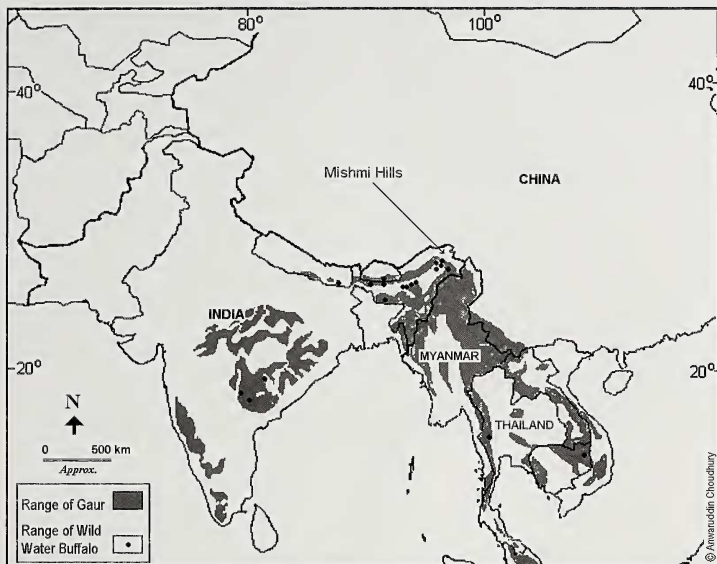 80°
100°
40°
40°
Mishmi Hills
CHINA
INDIA
MYANMAR
20°
20°
N
THAILAND
0 500 km
Approx.
Range of Gaur
Range of Wild
Water Buffalo
© Anwaruddin Choudhury